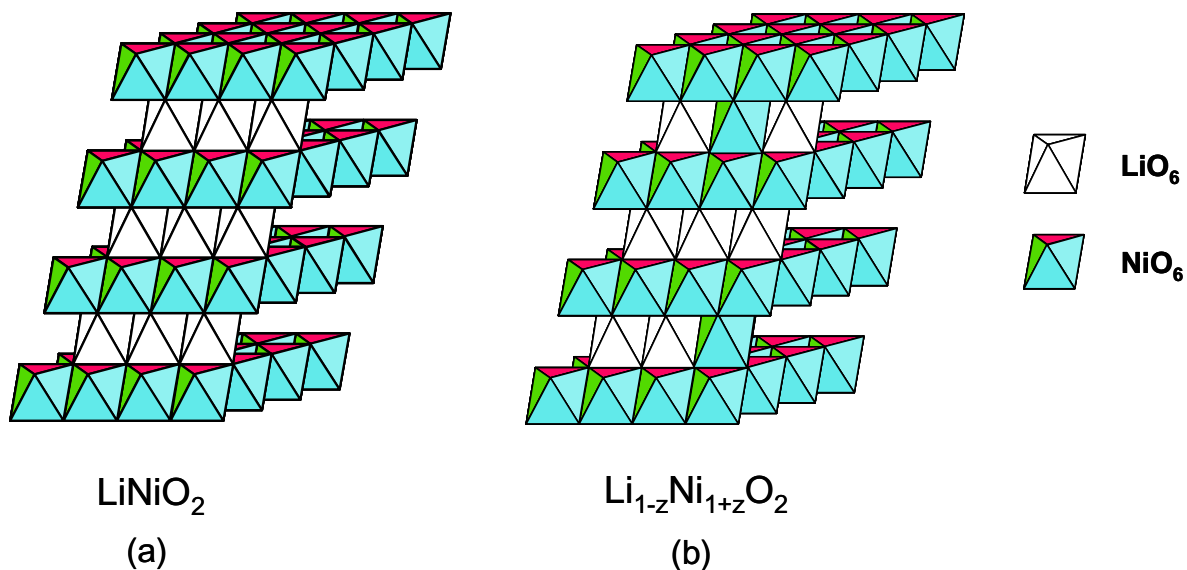 LiO₆
NiO₆
LiNiO₂
Li₁₋zNi₁₊zO₂
(a)
(b)